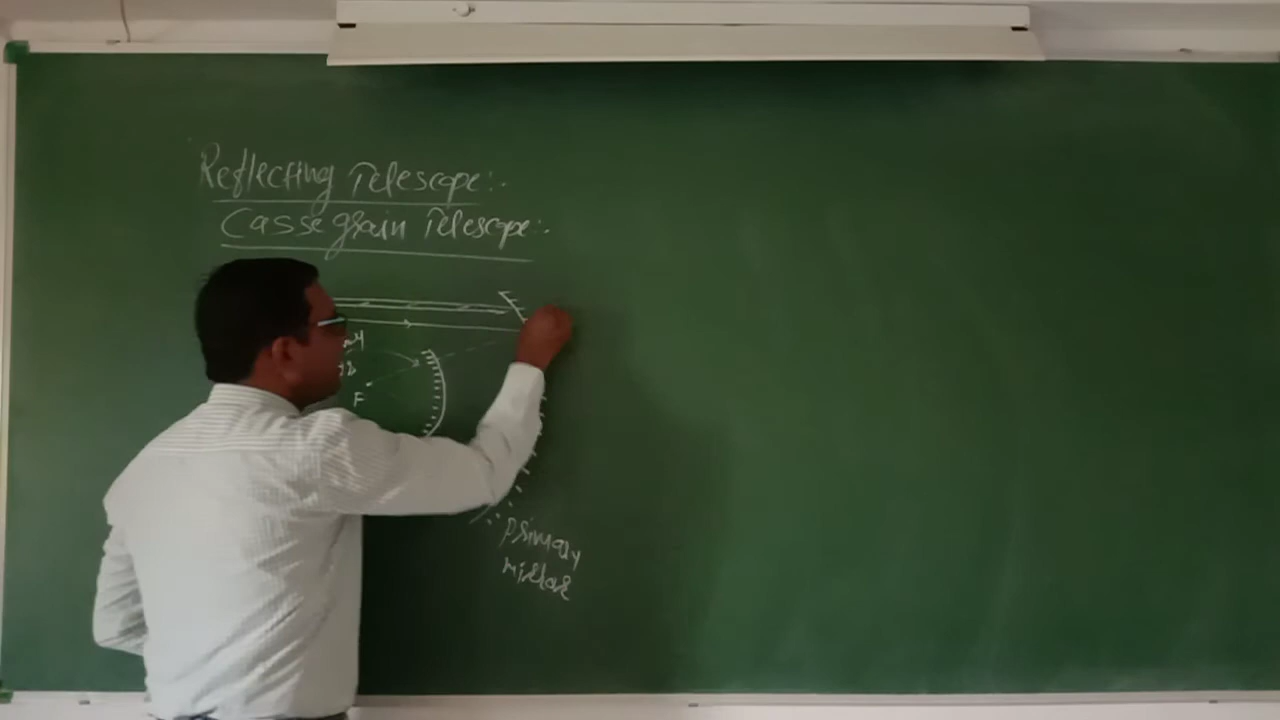 Reflecting Telescope:-
Cassegrain Telescope:-
F
primary
mirror